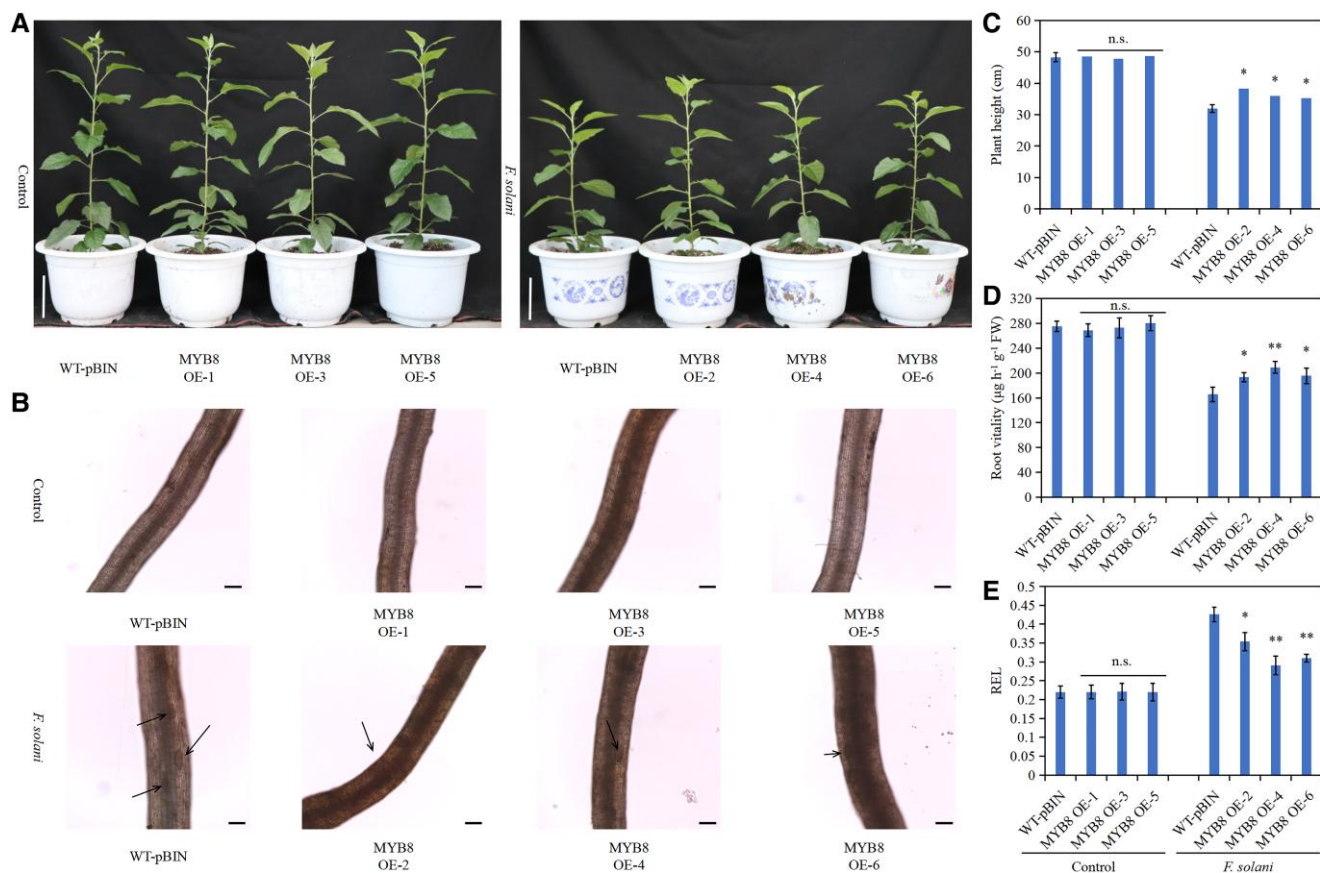 A
Control
F. solani
WT-pBIN
MYB8
OE-1
MYB8
OE-3
MYB8
OE-5
WT-pBIN
MYB8
OE-2
MYB8
OE-4
MYB8
OE-6
B
Control
WT-pBIN
MYB8
OE-1
MYB8
OE-3
MYB8
OE-5
F. solani
WT-pBIN
MYB8
OE-2
MYB8
OE-4
MYB8
OE-6
C
Plant height (cm)
60
50
40
30
20
10
0
n.s.
* * *
WT-pBIN
MYB8 OE-1
MYB8 OE-3
MYB8 OE-5
WT-pBIN
MYB8 OE-2
MYB8 OE-4
MYB8 OE-6
D
Root vitality (µg h⁻¹ g⁻¹ FW)
320
280
240
200
160
120
80
40
0
n.s.
* ** *
WT-pBIN
MYB8 OE-1
MYB8 OE-3
MYB8 OE-5
WT-pBIN
MYB8 OE-2
MYB8 OE-4
MYB8 OE-6
E
REL
0.5
0.45
0.4
0.35
0.3
0.25
0.2
0.15
0.1
0.05
0
n.s.
* ** **
WT-pBIN
MYB8 OE-1
MYB8 OE-3
MYB8 OE-5
WT-pBIN
MYB8 OE-2
MYB8 OE-4
MYB8 OE-6
Control
F. solani